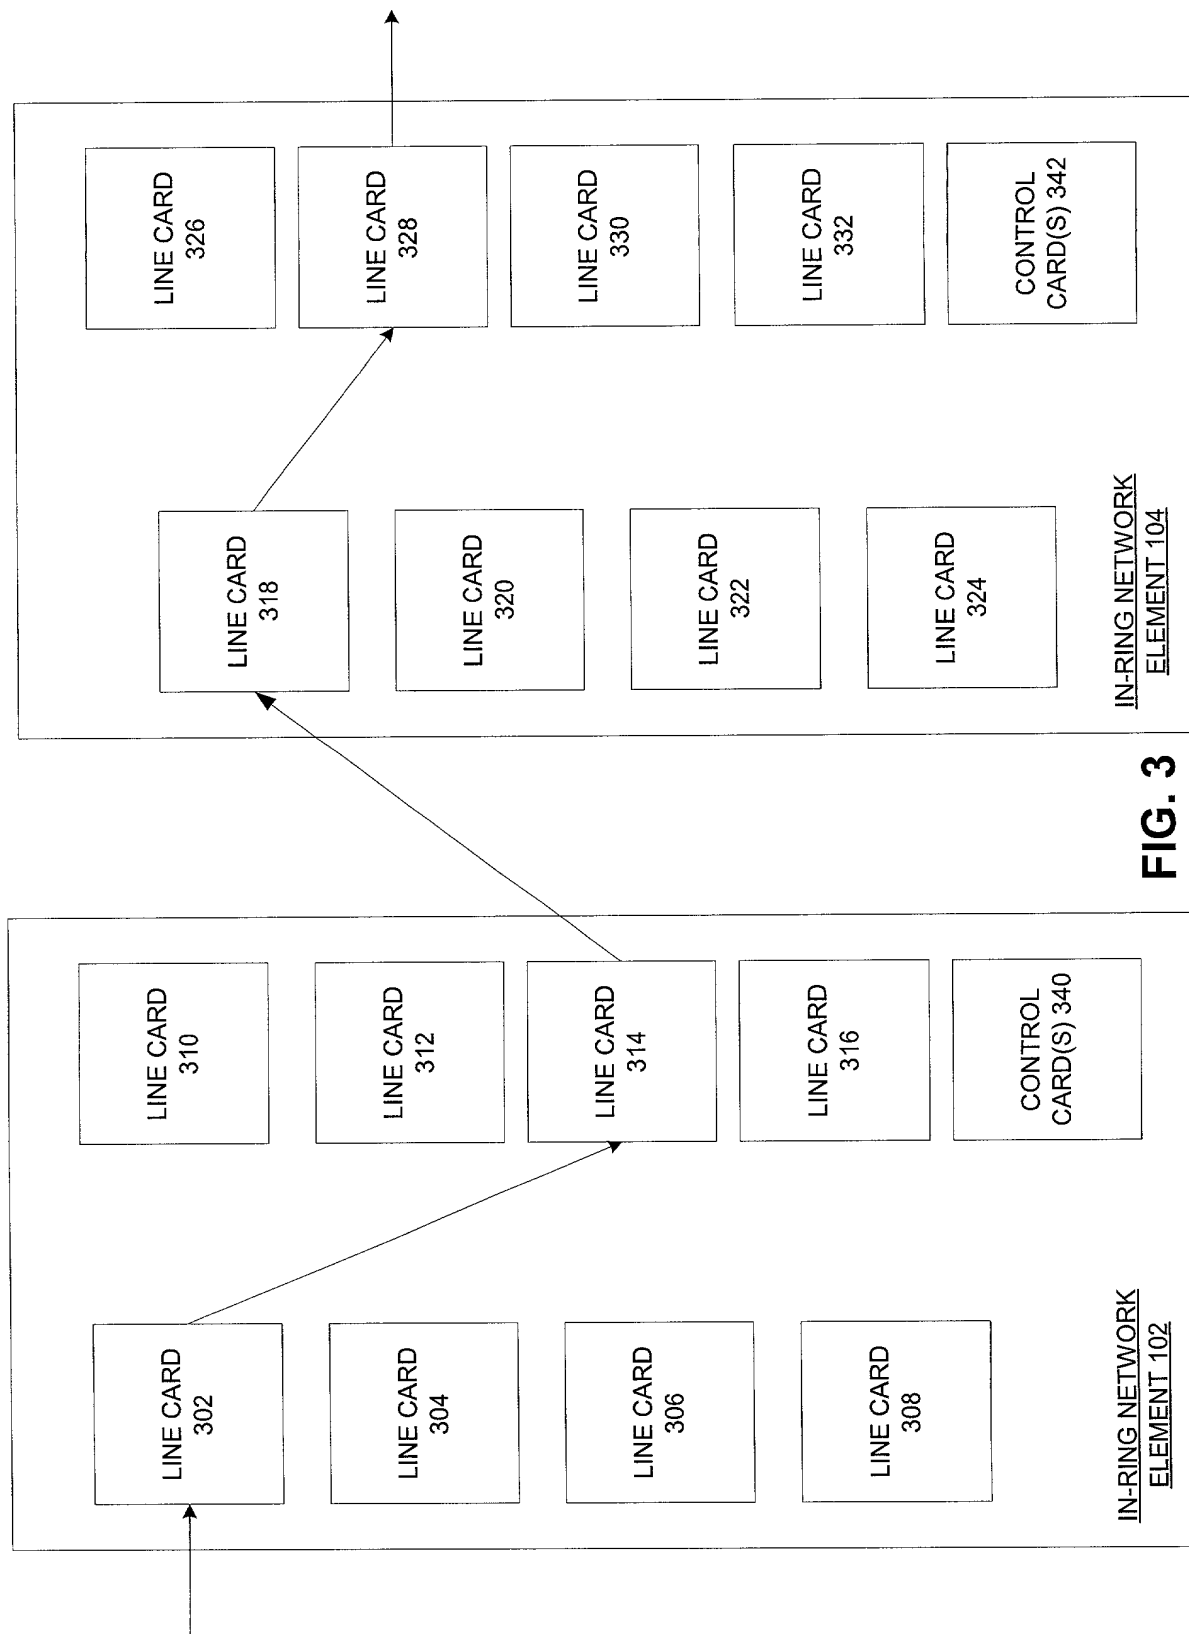 LINE CARD
302
LINE CARD
304
LINE CARD
306
LINE CARD
308
IN-RING NETWORK
ELEMENT 102
LINE CARD
310
LINE CARD
312
LINE CARD
314
LINE CARD
316
CONTROL
CARD(S) 340
LINE CARD
318
LINE CARD
320
LINE CARD
322
LINE CARD
324
IN-RING NETWORK
ELEMENT 104
LINE CARD
326
LINE CARD
328
LINE CARD
330
LINE CARD
332
CONTROL
CARD(S) 342
FIG. 3